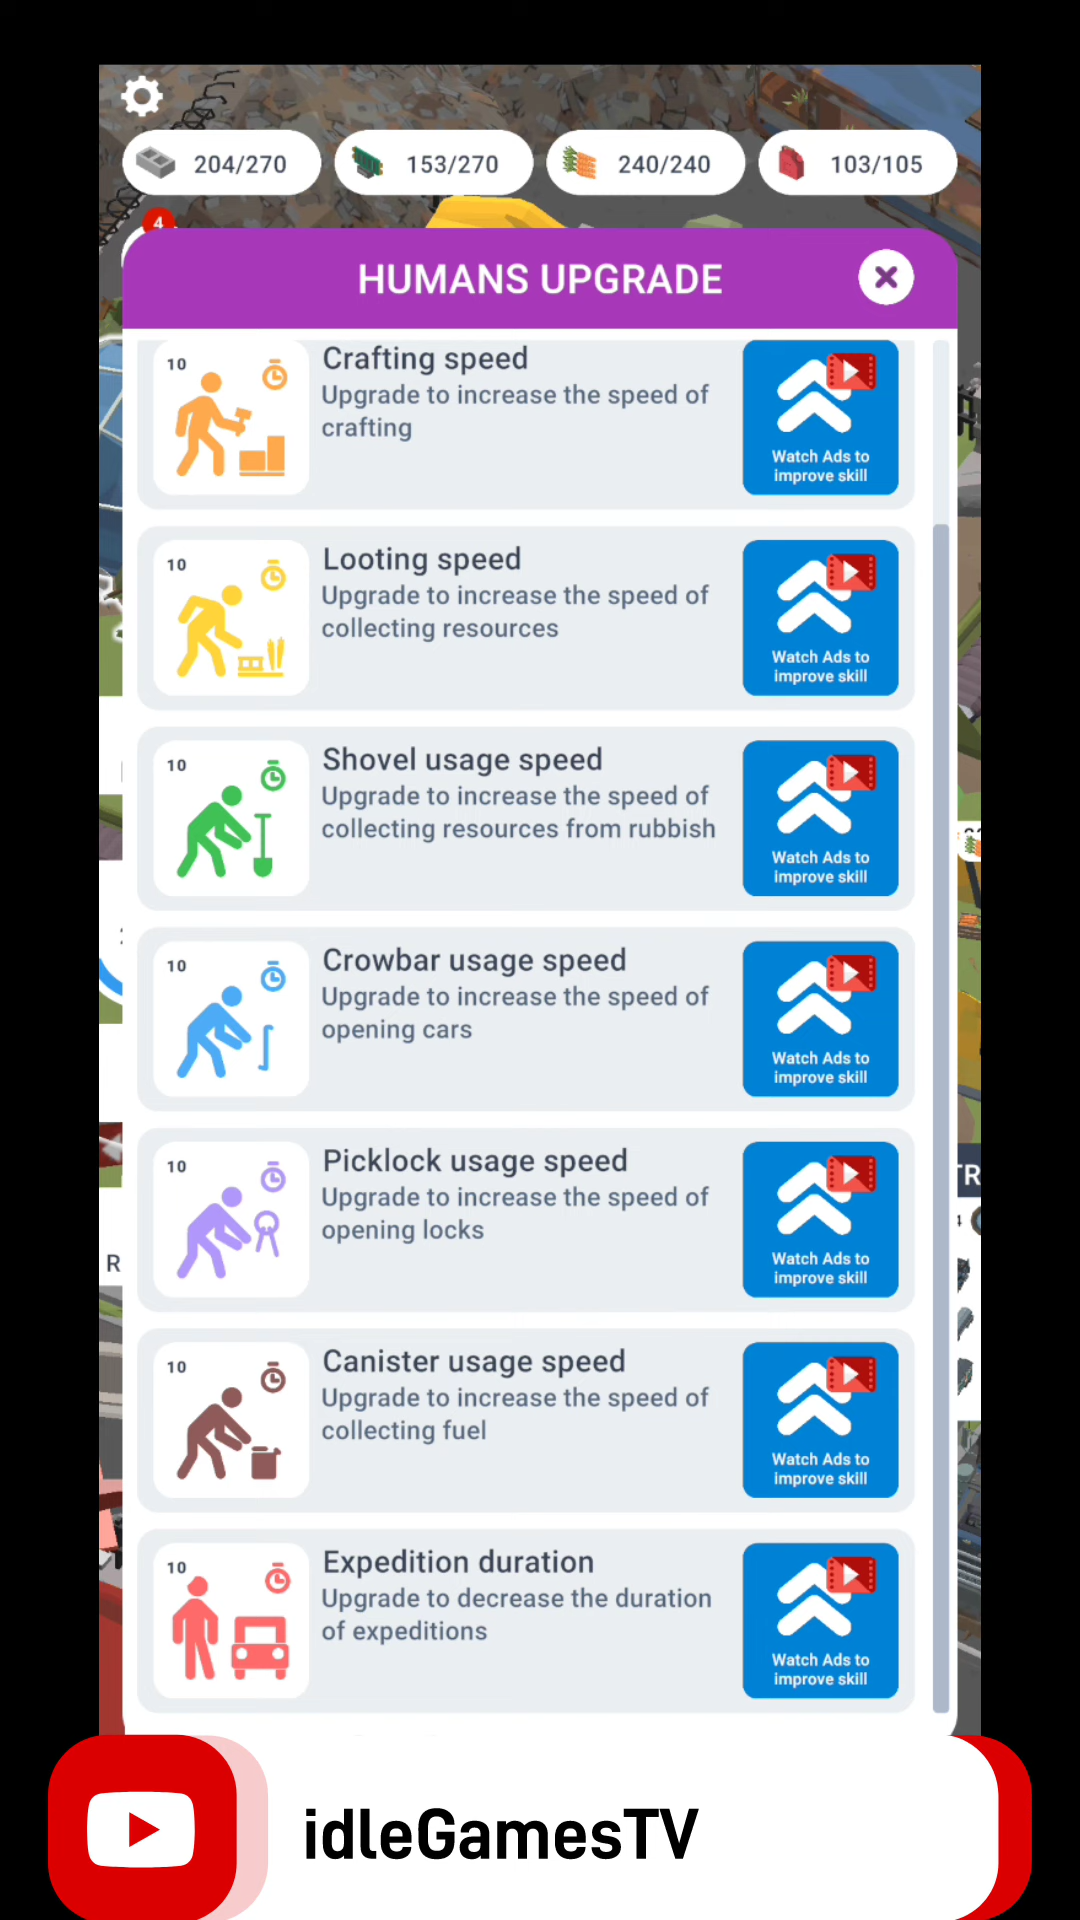 204/270
153/270
240/240
103/105
4
HUMANS UPGRADE
10
Crafting speed
Upgrade to increase the speed of
crafting
Watch Ads to
improve skill
10
Looting speed
Upgrade to increase the speed of
collecting resources
Watch Ads to
improve skill
10
Shovel usage speed
Upgrade to increase the speed of
collecting resources from rubbish
Watch Ads to
improve skill
10
Crowbar usage speed
Upgrade to increase the speed of
opening cars
Watch Ads to
improve skill
10
Picklock usage speed
Upgrade to increase the speed of
opening locks
Watch Ads to
improve skill
TR
4
R
10
Canister usage speed
Upgrade to increase the speed of
collecting fuel
Watch Ads to
improve skill
10
Expedition duration
Upgrade to decrease the duration
of expeditions
Watch Ads to
improve skill
idleGamesTV